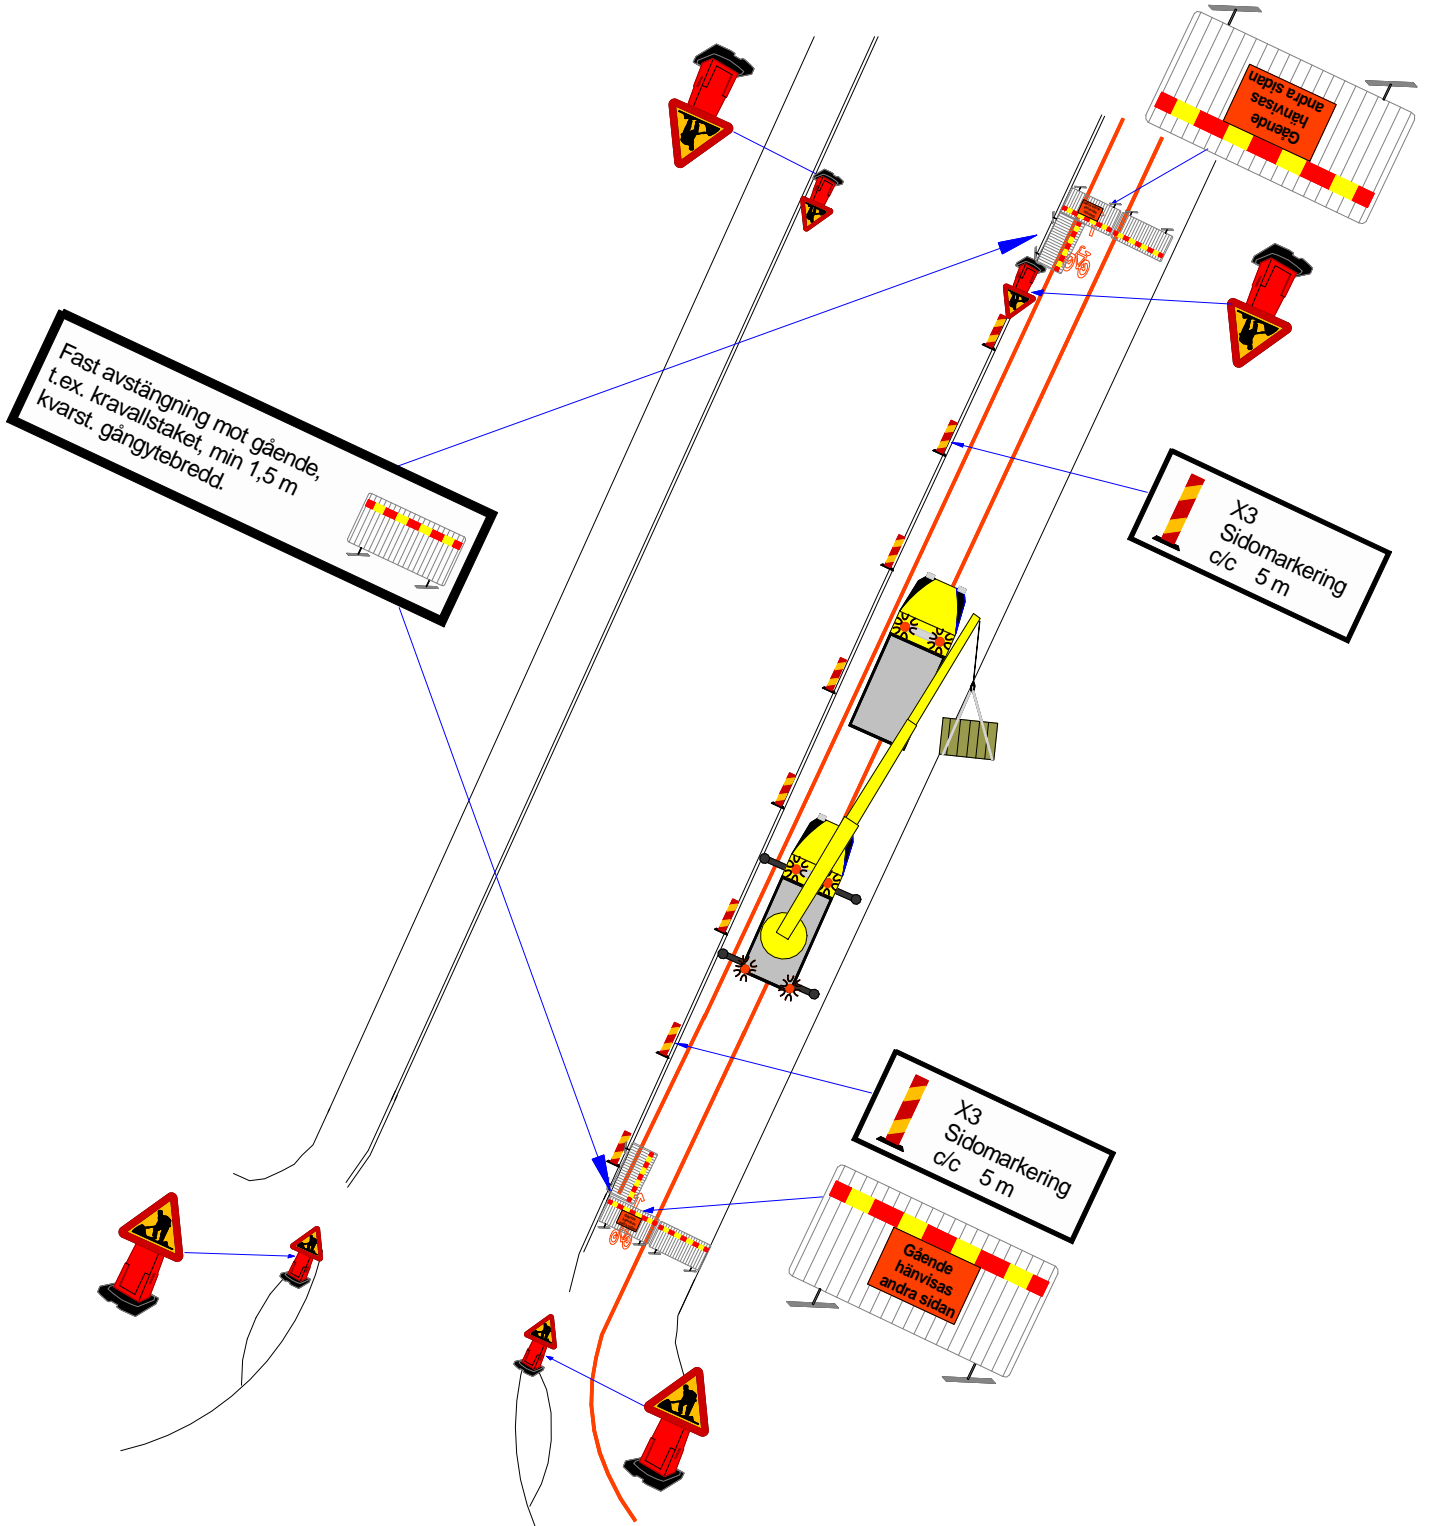 Gående
hänvisas
andra sidan
Fast avstängning mot gående,
t.ex. kravallstaket, min 1,5 m
kvarst. gångytebredd.
X3
Sidomarkering
c/c 5 m
X3
Sidomarkering
c/c 5 m
Gående
hänvisas
andra sidan